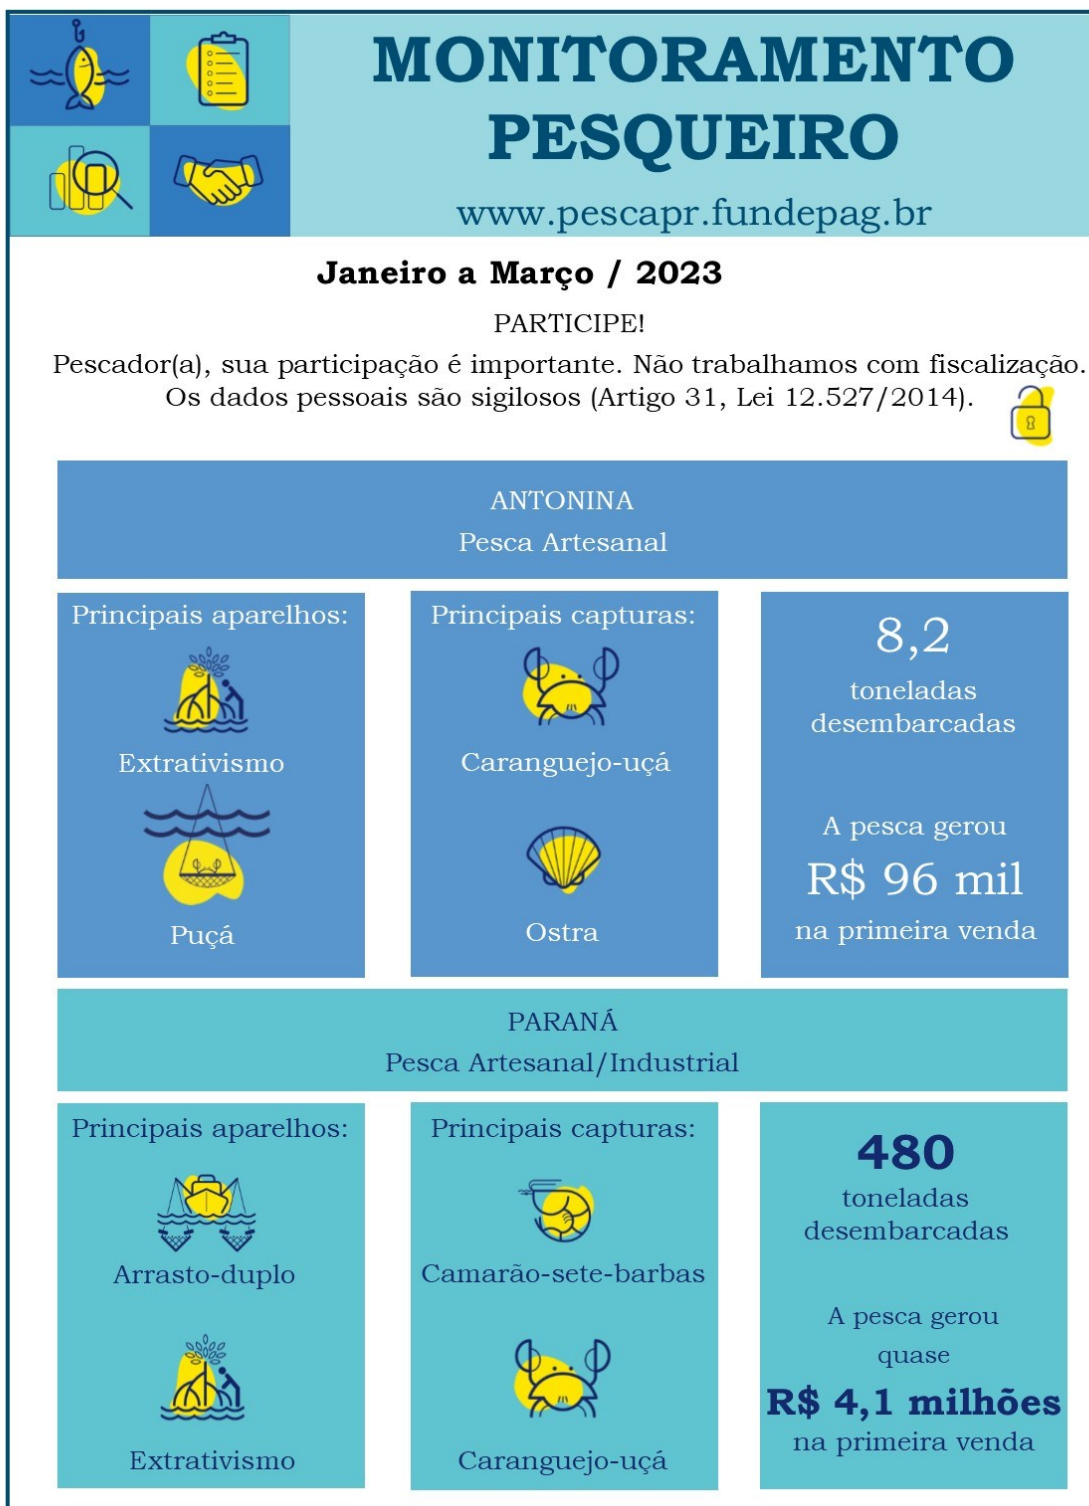 MONITORAMENTO
PESQUEIRO
www.pescapr.fundepag.br
Janeiro a Março / 2023
PARTICIPE!
Pescador(a), sua participação é importante. Não trabalhamos com fiscalização.
Os dados pessoais são sigilosos (Artigo 31, Lei 12.527/2014).
ANTONINA
Pesca Artesanal
Principais aparelhos:
Extrativismo
Puçá
Principais capturas:
Caranguejo-uçá
Ostra
8,2
toneladas
desembarcadas
A pesca gerou
R$ 96 mil
na primeira venda
PARANÁ
Pesca Artesanal/Industrial
Principais aparelhos:
Arrasto-duplo
Extrativismo
Principais capturas:
Camarão-sete-barbas
Caranguejo-uçá
480
toneladas
desembarcadas
A pesca gerou
quase
R$ 4,1 milhões
na primeira venda